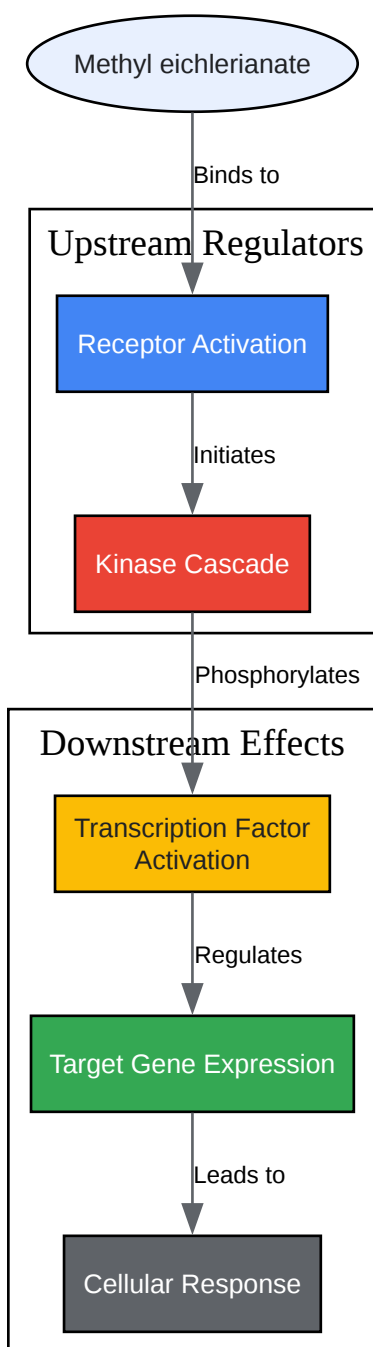 Methyl eichlerianate
Binds to
Upstream Regulators
Receptor Activation
Initiates
Kinase Cascade
Phosphorylates
Downstream Effects
Transcription Factor
Activation
Regulates
Target Gene Expression
Leads to
Cellular Response